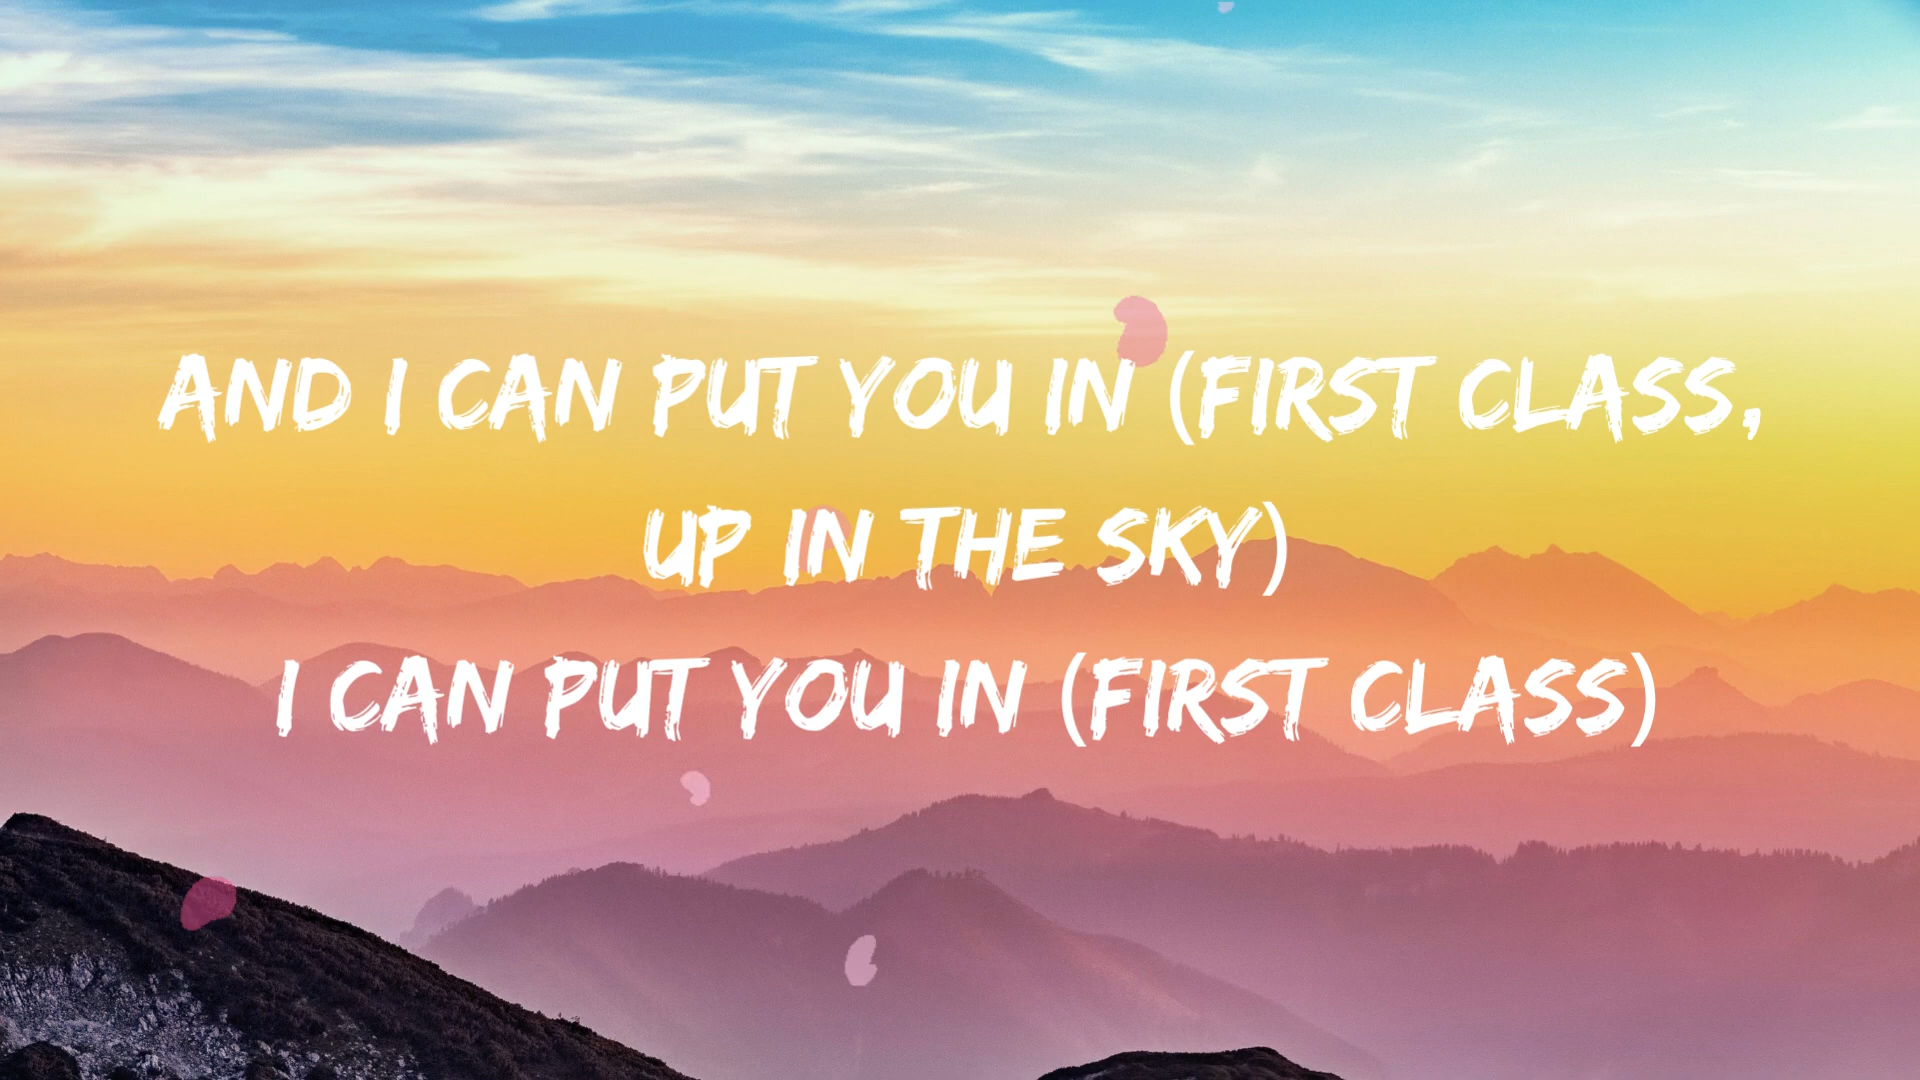 AND I CAN PUT YOU IN (FIRST CLASS,
UP IN THE SKY)
I CAN PUT YOU IN (FIRST CLASS)